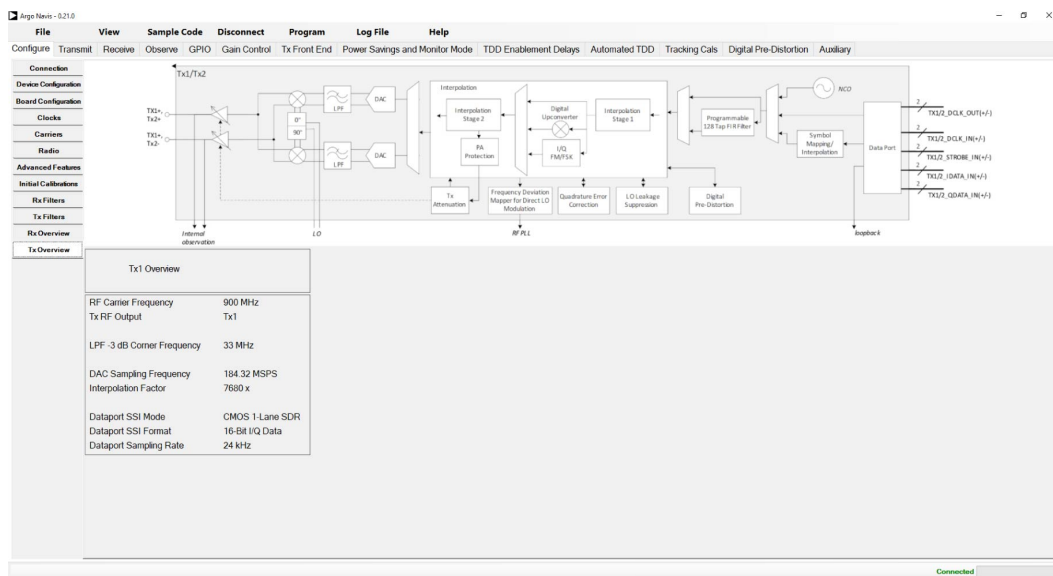 Argo Navis - 0.21.0
File View Sample Code Disconnect Program Log File Help
Configure Transmit Receive Observe GPIO Gain Control Tx Front End Power Savings and Monitor Mode TDD Enablement Delays Automated TDD Tracking Cals Digital Pre-Distortion Auxiliary
Connection
Device Configuration
Board Configuration
Clocks
Carriers
Radio
Advanced Features
Initial Calibrations
Rx Filters
Tx Filters
Rx Overview
Tx Overview
Tx1/Tx2
TX1+,
Tx2+
TX1-,
Tx2-
0°
90°
LPF
LPF
DAC
DAC
Interpolation
Interpolation
Stage 2
PA
Protection
Digital
Upconverter
I/Q
FM/FSK
Interpolation
Stage 1
Programmable
128 Tap FIR Filter
NCO
Symbol
Mapping/
Interpolation
Data Port
2
TX1/2_DCLK_OUT(+/-)
2
TX1/2_DCLK_IN(+/-)
2
TX1/2_STROBE_IN(+/-)
2
TX1/2_IDATA_IN(+/-)
2
TX1/2_QDATA_IN(+/-)
Tx
Attenuation
Frequency Deviation
Mapper for Direct LO
Modulation
Quadrature Error
Correction
LO Leakage
Suppression
Digital
Pre-Distortion
Internal
observation
LO
RF PLL
loopback
Tx1 Overview
RF Carrier Frequency 900 MHz
Tx RF Output Tx1
LPF -3 dB Corner Frequency 33 MHz
DAC Sampling Frequency 184.32 MSPS
Interpolation Factor 7680 x
Dataport SSI Mode CMOS 1-Lane SDR
Dataport SSI Format 16-Bit I/Q Data
Dataport Sampling Rate 24 kHz
Connected